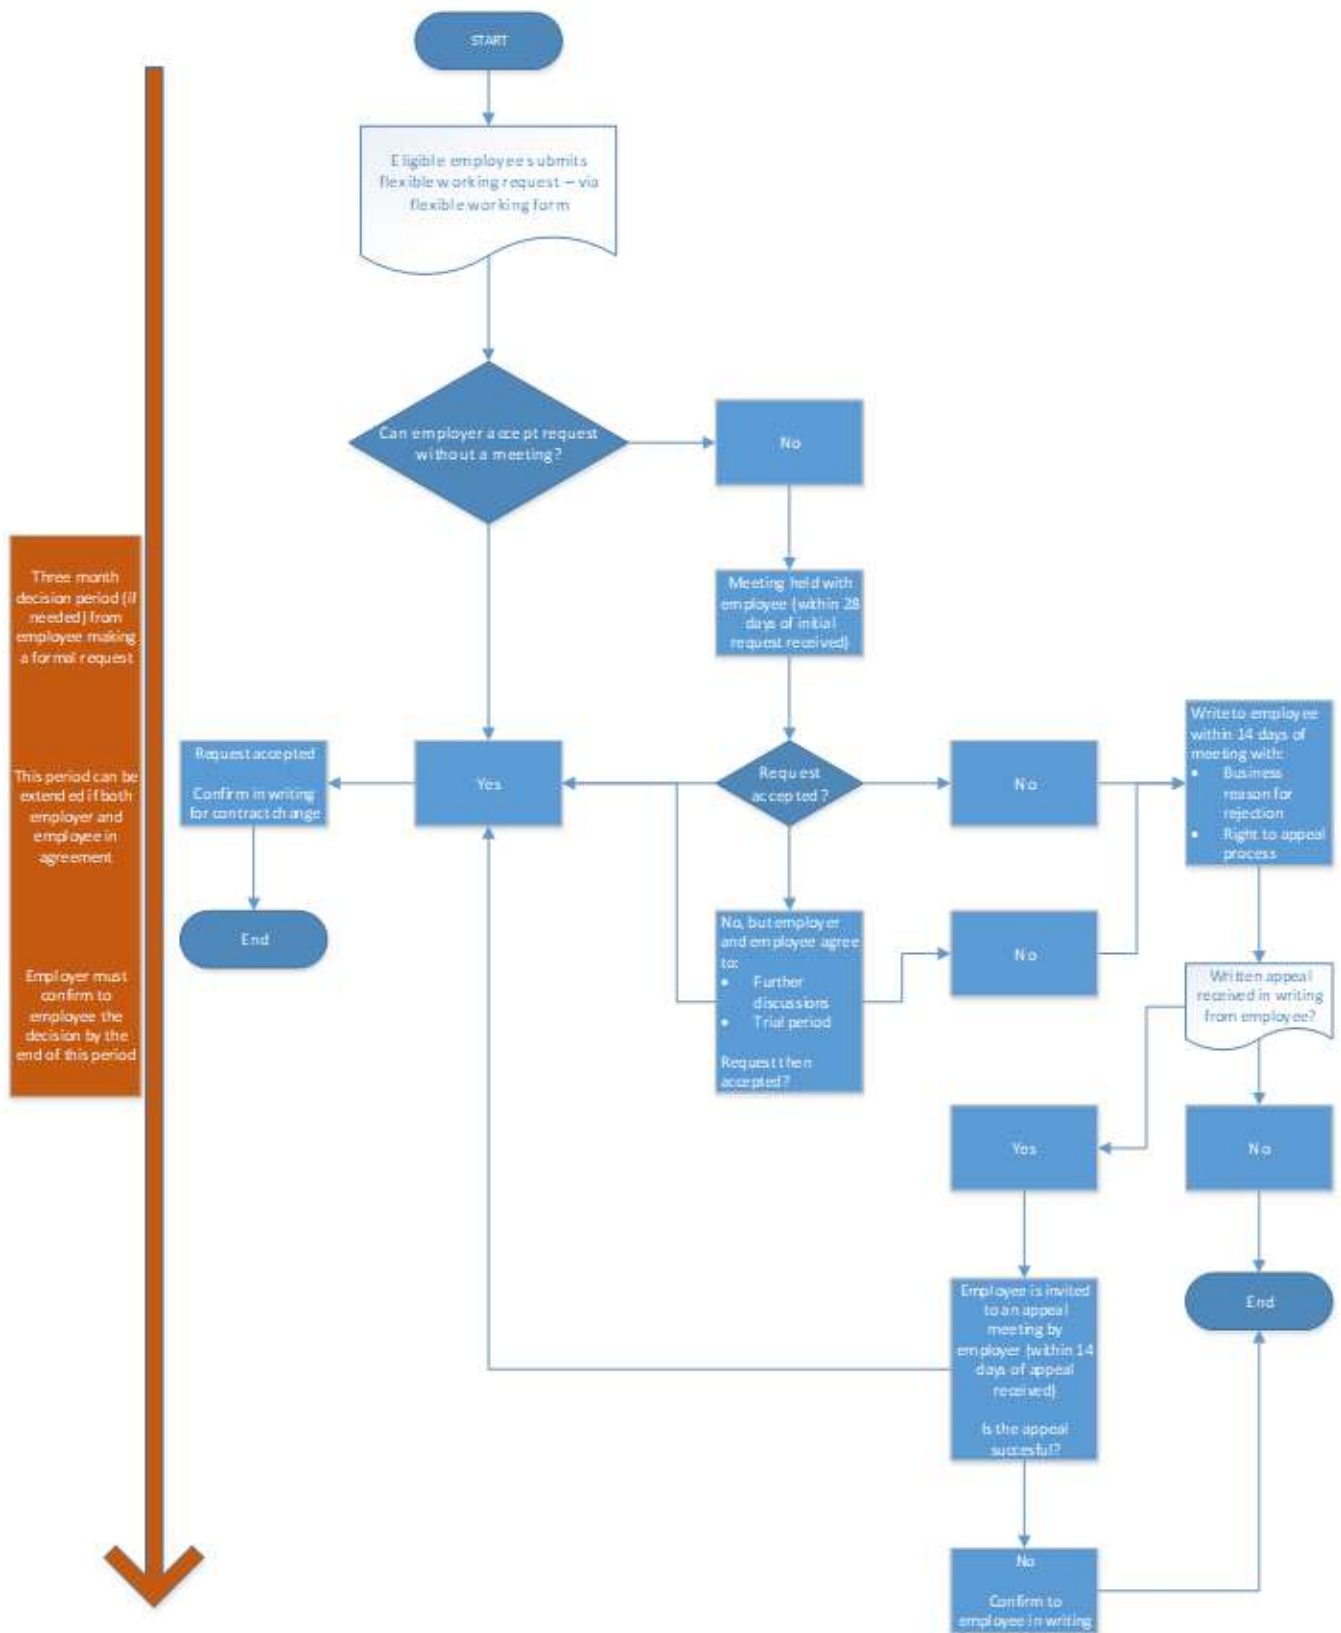 START
Eligible employee submits
flexible working request – via
flexible working form
Can employer accept request
without a meeting?
No
Three month
decision period (if
needed) from
employee making
a formal request
This period can be
extended if both
employer and
employee in
agreement
Employer must
confirm to
employee the
decision by the
end of this period
Meeting held with
employee (within 28
days of initial
request received)
Request accepted
Confirm in writing
for contract change
Yes
Request
accepted?
No
Write to employee
within 14 days of
meeting with:
• Business
reason for
rejection
• Right to appeal
process
End
No, but employer
and employee agree
to:
• Further
discussions
• Trial period
Request then
accepted?
No
Written appeal
received in writing
from employee?
Yes
No
Employee is invited
to an appeal
meeting by
employer (within 14
days of appeal
received)
Is the appeal
succesful?
End
No
Confirm to
employee in writing